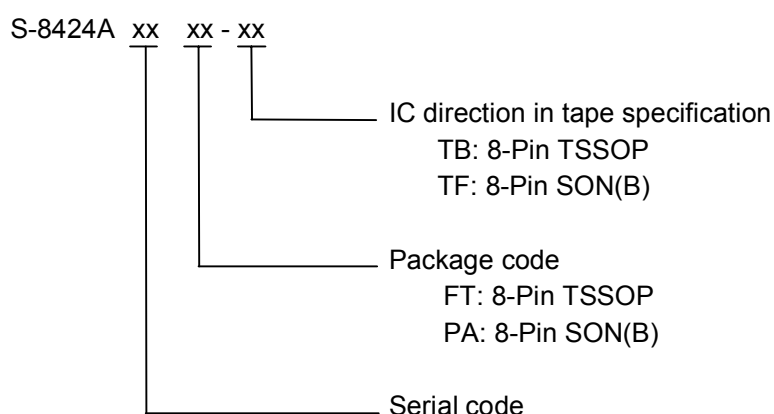 S-8424A xx xx - xx
IC direction in tape specification
TB: 8-Pin TSSOP
TF: 8-Pin SON(B)
Package code
FT: 8-Pin TSSOP
PA: 8-Pin SON(B)
Serial code